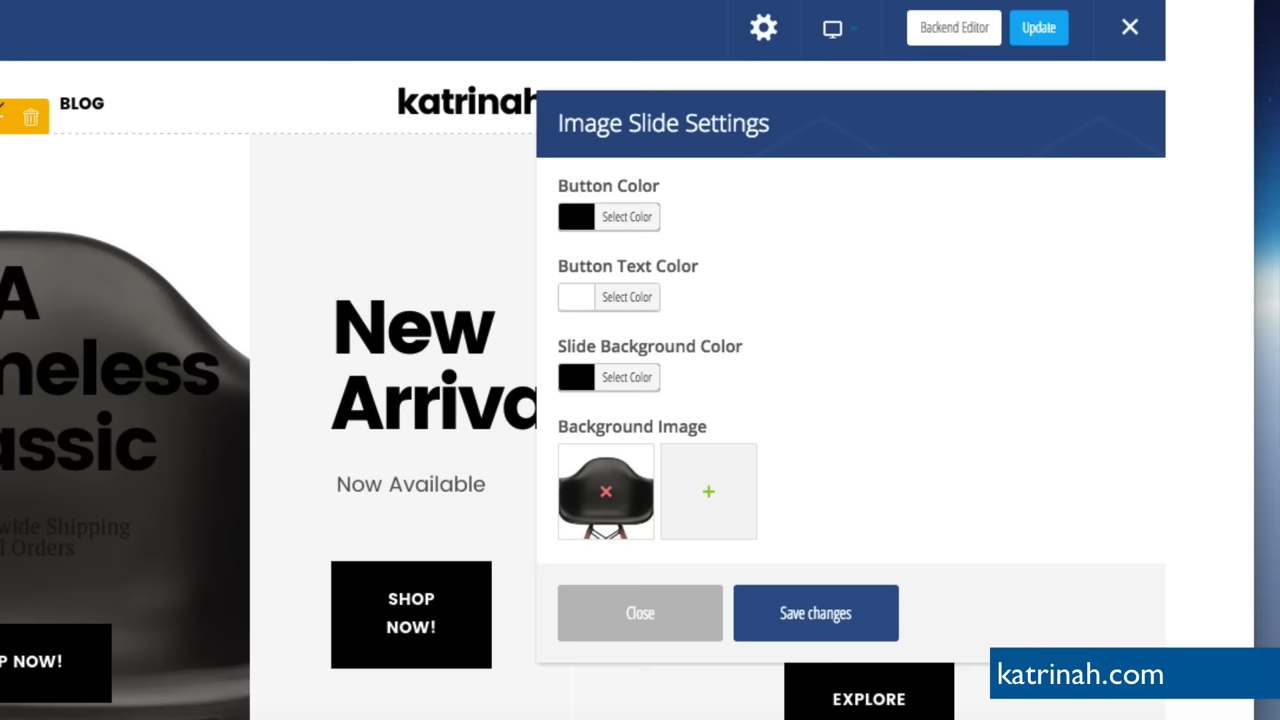 Backend Editor
Update
BLOG
katrinah
Image Slide Settings
Button Color
Select Color
Button Text Color
Select Color
Slide Background Color
Select Color
Background Image
A
meless
assic
wide Shipping
l Orders
P NOW!
New
Arriva
Now Available
SHOP
NOW!
Close
Save changes
EXPLORE
katrinah.com